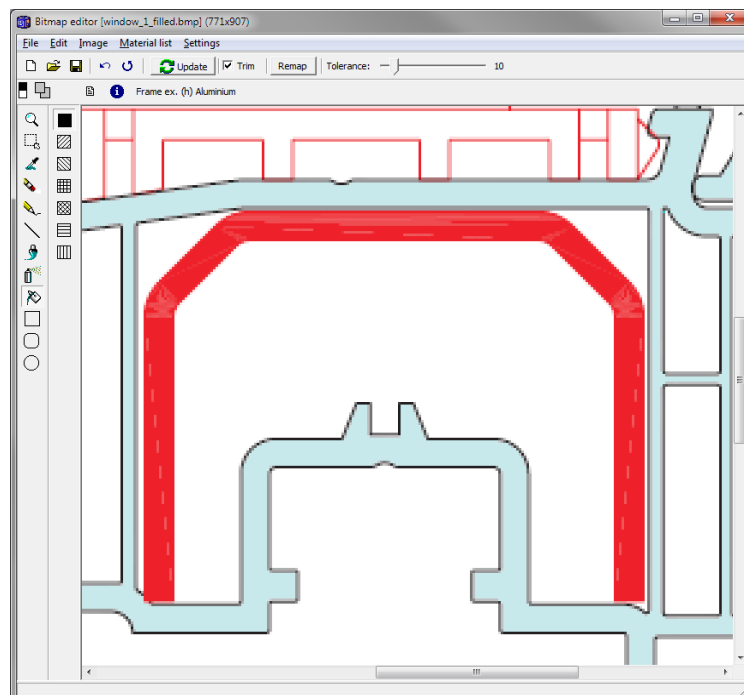 Bitmap editor [window_1_filled.bmp] (771x907)
File Edit Image Material list Settings
Update Trim Remap Tolerance: 10
Frame ex. (h) Aluminium